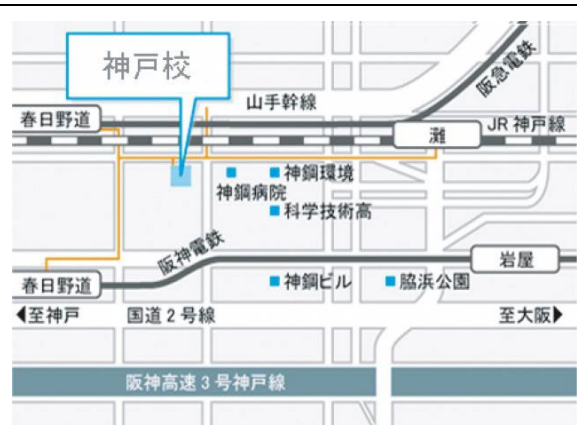 神戸校
阪急電鉄
山手幹線
春日野道
灘
JR神戸線
神鋼環境
神鋼病院
科学技術高
阪神電鉄
岩屋
春日野道
神鋼ビル
脇浜公園
◀至神戸
国道2号線
至大阪▶
阪神高速3号神戸線